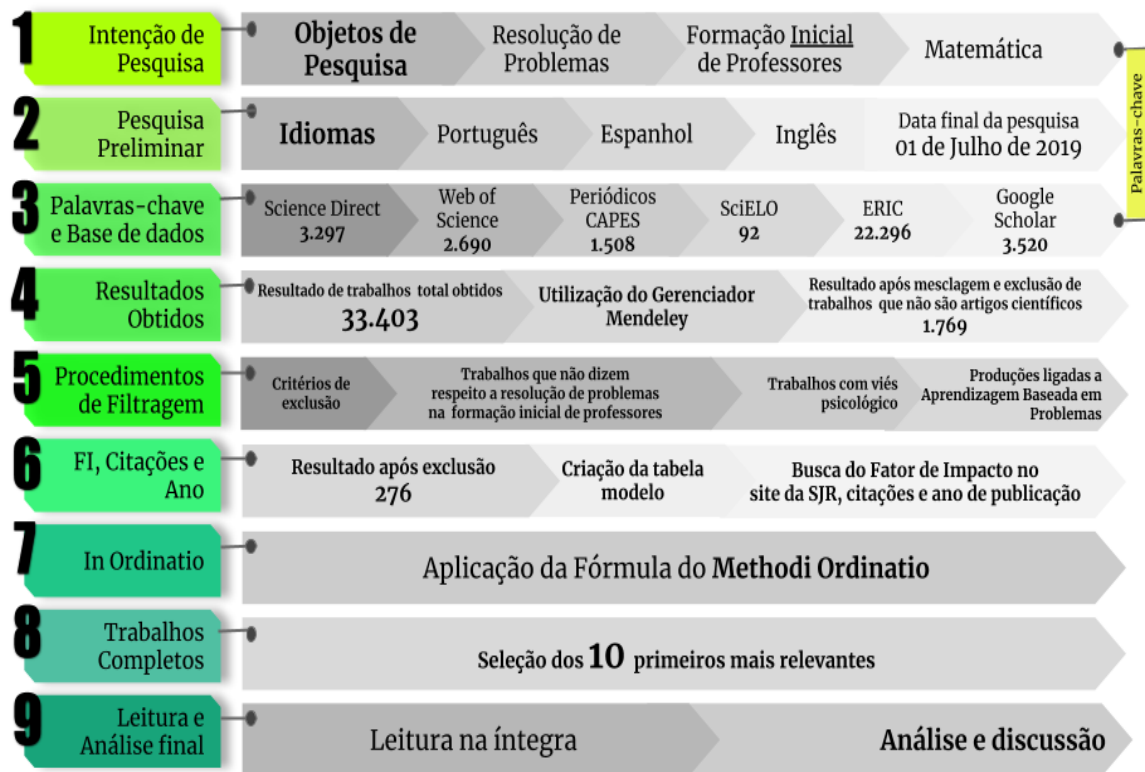 1
Intenção de
Pesquisa
Objetos de
Pesquisa
Resolução de
Problemas
Formação Inicial
de Professores
Matemática
Palavras-chave
2
Pesquisa
Preliminar
Idiomas
Português
Espanhol
Inglês
Data final da pesquisa
01 de Julho de 2019
3
Palavras-chave
e Base de dados
Science Direct
3.297
Web of
Science
2.690
Periódicos
CAPES
1.508
SciELO
92
ERIC
22.296
Google
Scholar
3.520
4
Resultados
Obtidos
Resultado de trabalhos total obtidos
33.403
Utilização do Gerenciador
Mendeley
Resultado após mesclagem e exclusão de
trabalhos que não são artigos científicos
1.769
5
Procedimentos
de Filtragem
Critérios de
exclusão
Trabalhos que não dizem
respeito a resolução de problemas
na formação inicial de professores
Trabalhos com viés
psicológico
Produções ligadas a
Aprendizagem Baseada em
Problemas
6
FI, Citações e
Ano
Resultado após exclusão
276
Criação da tabela
modelo
Busca do Fator de Impacto no
site da SJR, citações e ano de publicação
7
In Ordinatio
Aplicação da Fórmula do Methodi Ordinatio
8
Trabalhos
Completos
Seleção dos 10 primeiros mais relevantes
9
Leitura e
Análise final
Leitura na íntegra
Análise e discussão